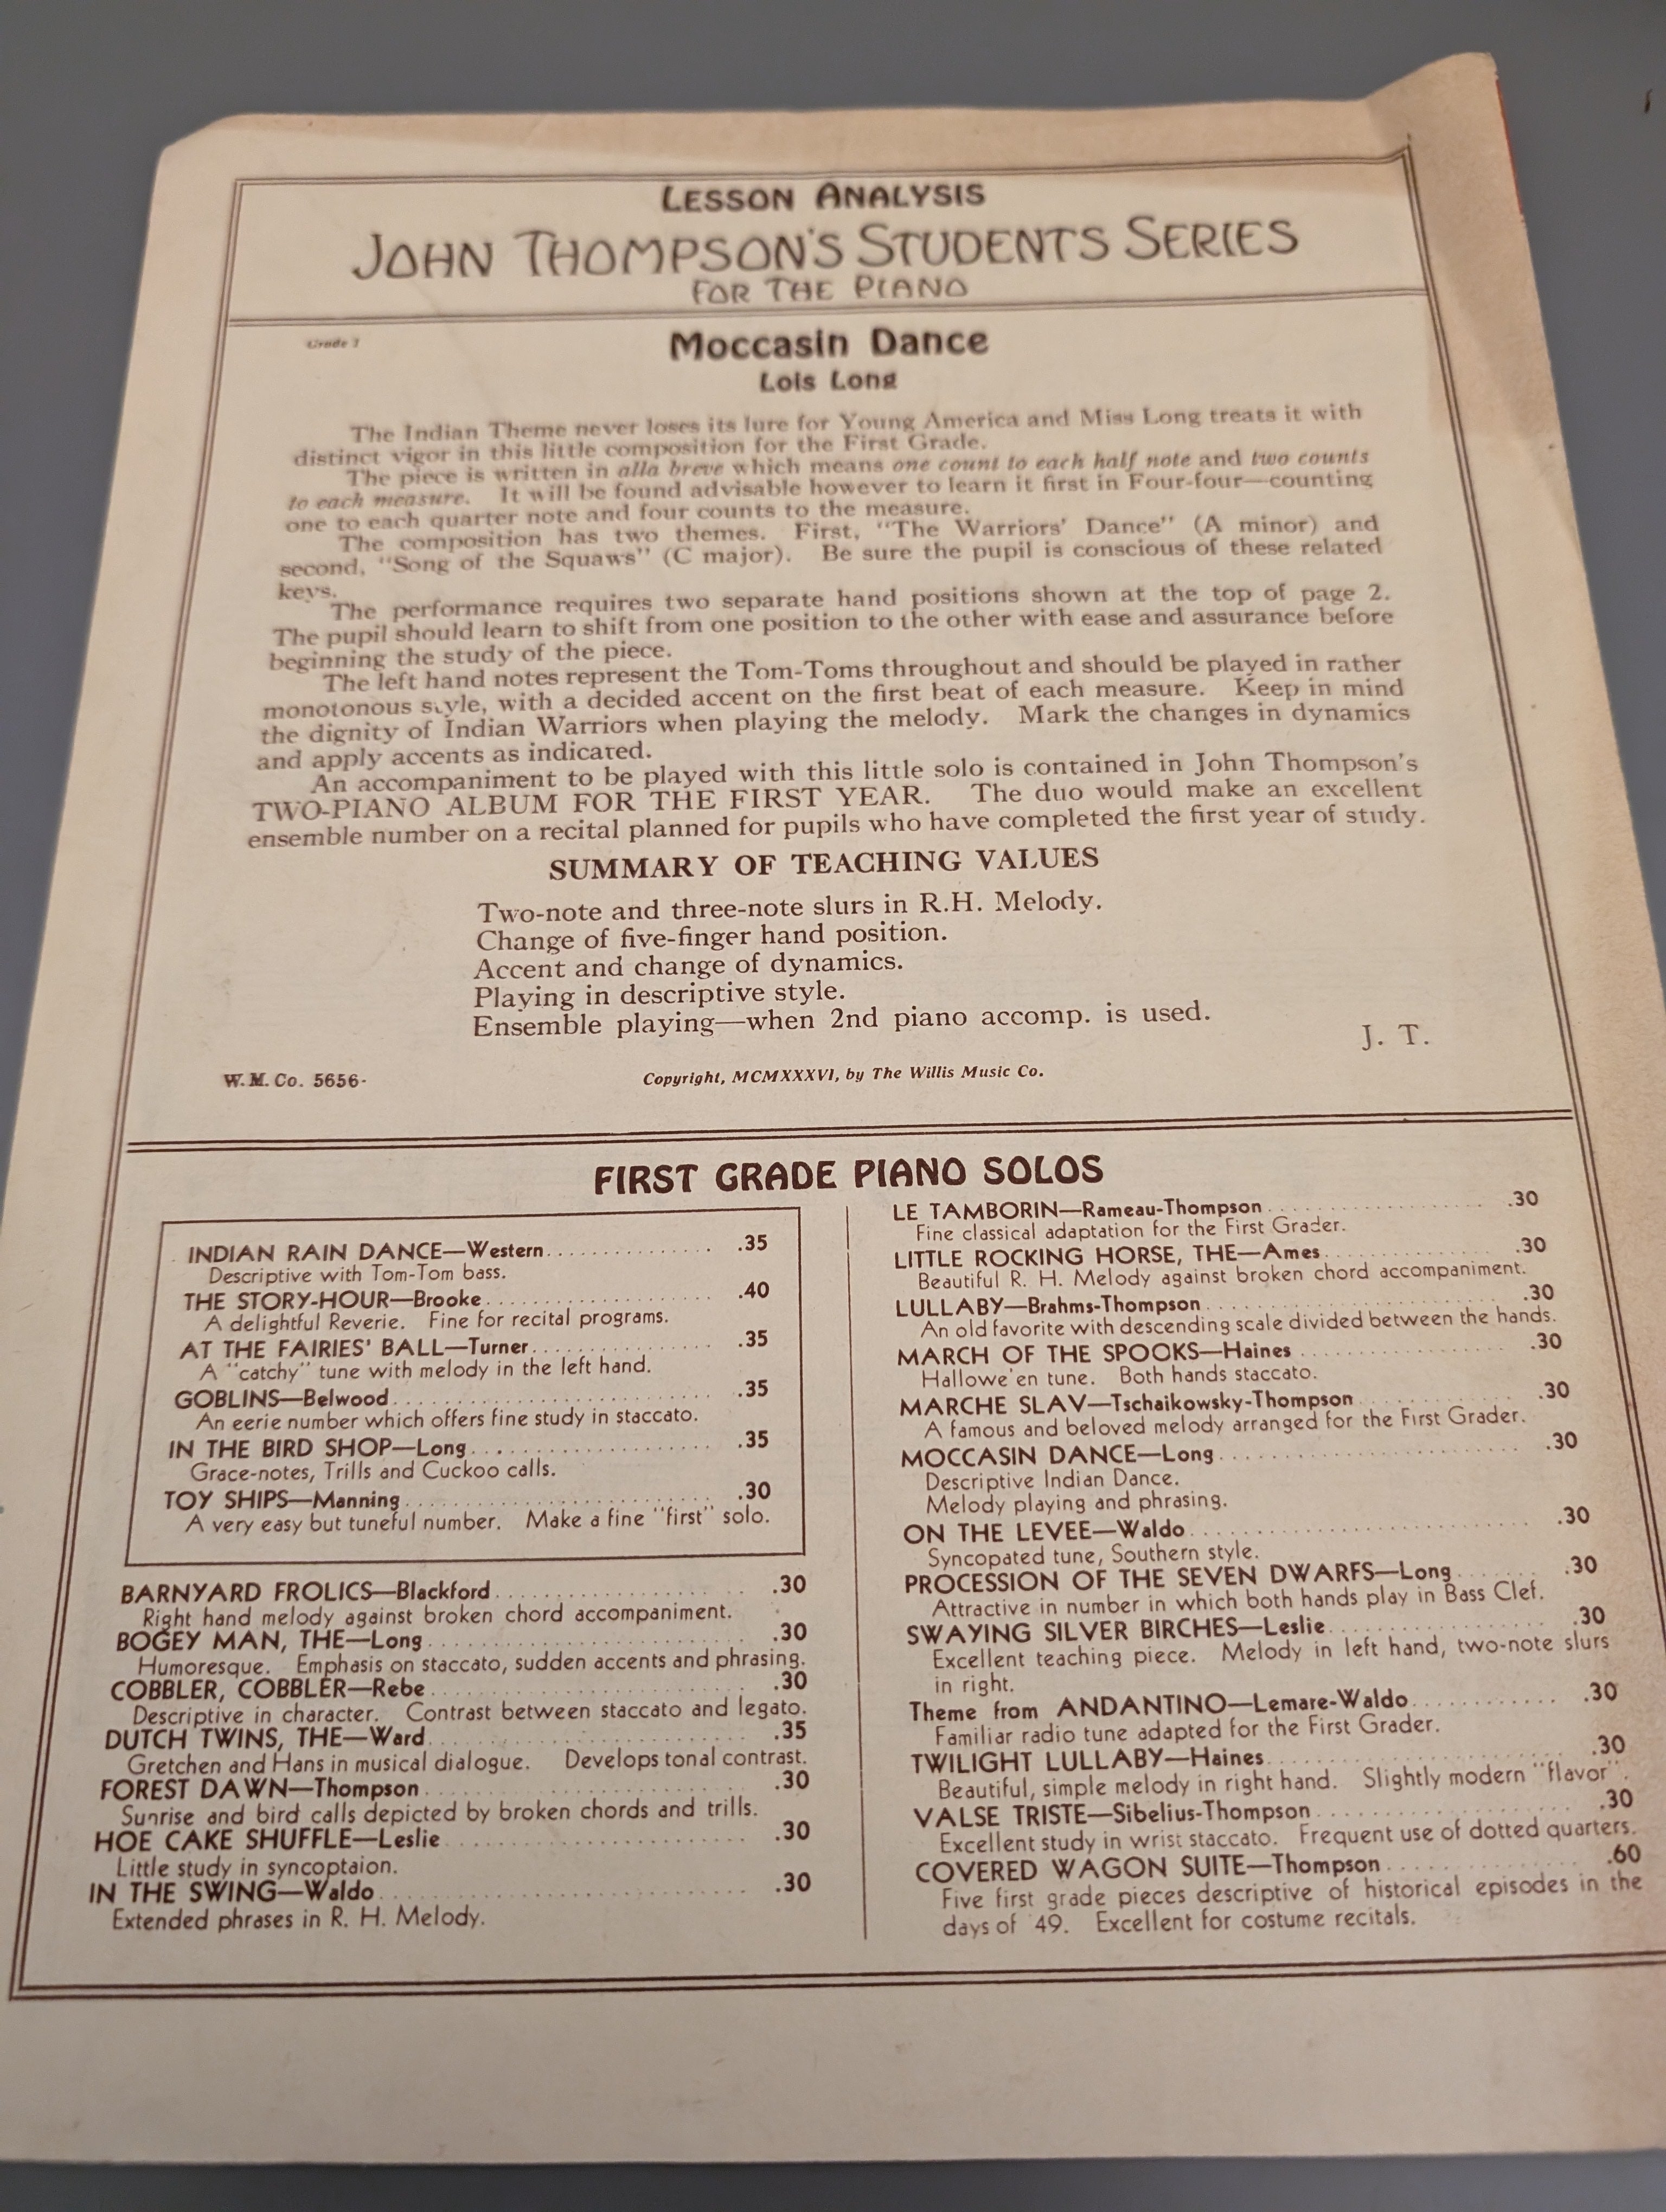 LESSON ANALYSIS
JOHN THOMPSON'S STUDENTS SERIES
FOR THE PIANO
Grade 1
Moccasin Dance
Lois Long
The Indian Theme never loses its lure for Young America and Miss Long treats it with
distinct vigor in this little composition for the First Grade.
The piece is written in alla breve which means one count to each half note and two counts
to each measure. It will be found advisable however to learn it first in Four-four—counting
one to each quarter note and four counts to the measure.
The composition has two themes. First, "The Warriors' Dance" (A minor) and
second, "Song of the Squaws" (C major). Be sure the pupil is conscious of these related
keys.
The performance requires two separate hand positions shown at the top of page 2.
The pupil should learn to shift from one position to the other with ease and assurance before
beginning the study of the piece.
The left hand notes represent the Tom-Toms throughout and should be played in rather
monotonous style, with a decided accent on the first beat of each measure. Keep in mind
the dignity of Indian Warriors when playing the melody. Mark the changes in dynamics
and apply accents as indicated.
An accompaniment to be played with this little solo is contained in John Thompson's
TWO-PIANO ALBUM FOR THE FIRST YEAR. The duo would make an excellent
ensemble number on a recital planned for pupils who have completed the first year of study.
SUMMARY OF TEACHING VALUES
Two-note and three-note slurs in R.H. Melody.
Change of five-finger hand position.
Accent and change of dynamics.
Playing in descriptive style.
Ensemble playing—when 2nd piano accomp. is used.
J. T.
W. M. Co. 5656-
Copyright, MCMXXXVI, by The Willis Music Co.
FIRST GRADE PIANO SOLOS
INDIAN RAIN DANCE—Western................ .35
Descriptive with Tom-Tom bass.
THE STORY-HOUR—Brooke...................... .40
A delightful Reverie. Fine for recital programs.
AT THE FAIRIES' BALL—Turner................. .35
A "catchy" tune with melody in the left hand.
GOBLINS—Belwood............................. .35
An eerie number which offers fine study in staccato.
IN THE BIRD SHOP—Long..................... .35
Grace-notes, Trills and Cuckoo calls.
TOY SHIPS—Manning........................... .30
A very easy but tuneful number. Make a fine "first" solo.
BARNYARD FROLICS—Blackford..................... .30
Right hand melody against broken chord accompaniment.
BOGEY MAN, THE—Long........................... .30
Humoresque. Emphasis on staccato, sudden accents and phrasing.
COBBLER, COBBLER—Rebe........................... .30
Descriptive in character. Contrast between staccato and legato.
DUTCH TWINS, THE—Ward........................... .35
Gretchen and Hans in musical dialogue. Develops tonal contrast.
FOREST DAWN—Thompson........................... .30
Sunrise and bird calls depicted by broken chords and trills.
HOE CAKE SHUFFLE—Leslie......................... .30
Little study in syncoptaion.
IN THE SWING—Waldo............................. .30
Extended phrases in R. H. Melody.
LE TAMBORIN—Rameau-Thompson.................. .30
Fine classical adaptation for the First Grader.
LITTLE ROCKING HORSE, THE—Ames............... .30
Beautiful R. H. Melody against broken chord accompaniment.
LULLABY—Brahms-Thompson......................... .30
An old favorite with descending scale divided between the hands.
MARCH OF THE SPOOKS—Haines.................... .30
Hallowe'en tune. Both hands staccato.
MARCHE SLAV—Tschaikowsky-Thompson............. .30
A famous and beloved melody arranged for the First Grader.
MOCCASIN DANCE—Long........................... .30
Descriptive Indian Dance.
Melody playing and phrasing.
ON THE LEVEE—Waldo............................. .30
Syncopated tune, Southern style.
PROCESSION OF THE SEVEN DWARFS—Long........ .30
Attractive in number in which both hands play in Bass Clef.
SWAYING SILVER BIRCHES—Leslie.................. .30
Excellent teaching piece. Melody in left hand, two-note slurs
in right.
Theme from ANDANTINO—Lemare-Waldo............ .30
Familiar radio tune adapted for the First Grader.
TWILIGHT LULLABY—Haines......................... .30
Beautiful, simple melody in right hand. Slightly modern "flavor".
VALSE TRISTE—Sibelius-Thompson.................. .30
Excellent study in wrist staccato. Frequent use of dotted quarters.
COVERED WAGON SUITE—Thompson................ .60
Five first grade pieces descriptive of historical episodes in the
days of '49. Excellent for costume recitals.